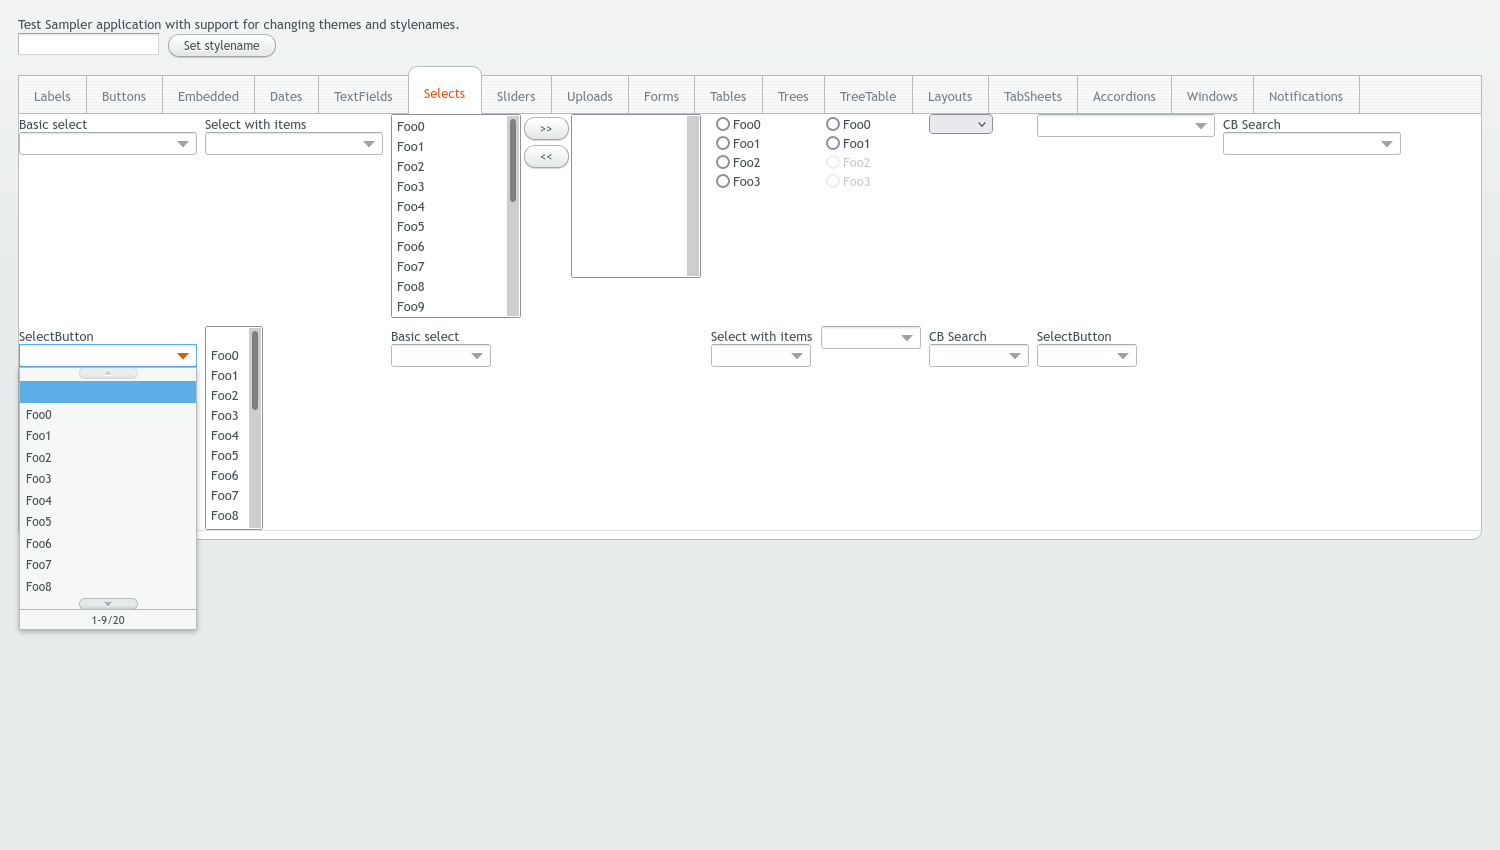 Test Sampler application with support for changing themes and stylenames.
Set stylename
Labels Buttons Embedded Dates TextFields Selects Sliders Uploads Forms Tables Trees TreeTable Layouts TabSheets Accordions Windows Notifications
Basic select
Select with items
Foo0
Foo1
Foo2
Foo3
Foo4
Foo5
Foo6
Foo7
Foo8
Foo9
>>
<<
Foo0
Foo1
Foo2
Foo3
Foo0
Foo1
Foo2
Foo3
CB Search
SelectButton
Foo0
Foo1
Foo2
Foo3
Foo4
Foo5
Foo6
Foo7
Foo8
1-9/20
Foo0
Foo1
Foo2
Foo3
Foo4
Foo5
Foo6
Foo7
Foo8
Basic select
Select with items
CB Search
SelectButton